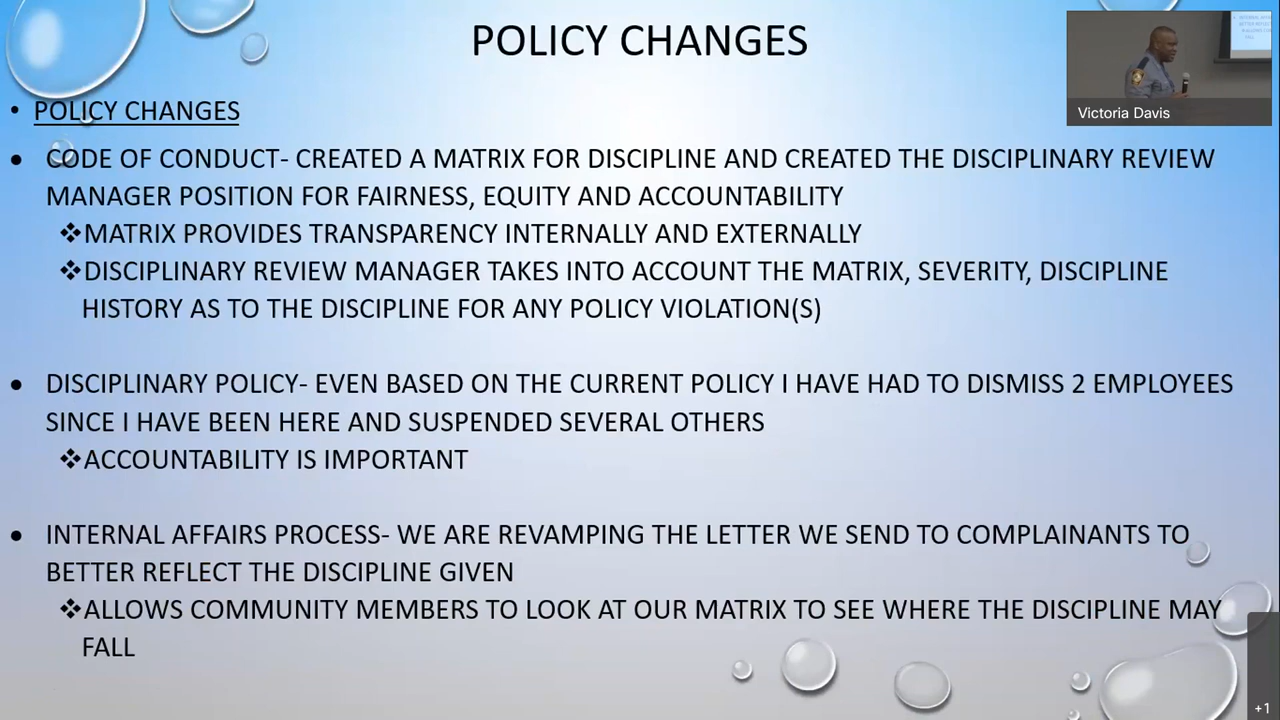 POLICY CHANGES
• POLICY CHANGES
• CODE OF CONDUCT- CREATED A MATRIX FOR DISCIPLINE AND CREATED THE DISCIPLINARY REVIEW
MANAGER POSITION FOR FAIRNESS, EQUITY AND ACCOUNTABILITY
❖MATRIX PROVIDES TRANSPARENCY INTERNALLY AND EXTERNALLY
❖DISCIPLINARY REVIEW MANAGER TAKES INTO ACCOUNT THE MATRIX, SEVERITY, DISCIPLINE
HISTORY AS TO THE DISCIPLINE FOR ANY POLICY VIOLATION(S)
• DISCIPLINARY POLICY- EVEN BASED ON THE CURRENT POLICY I HAVE HAD TO DISMISS 2 EMPLOYEES
SINCE I HAVE BEEN HERE AND SUSPENDED SEVERAL OTHERS
❖ACCOUNTABILITY IS IMPORTANT
• INTERNAL AFFAIRS PROCESS- WE ARE REVAMPING THE LETTER WE SEND TO COMPLAINANTS TO
BETTER REFLECT THE DISCIPLINE GIVEN
❖ALLOWS COMMUNITY MEMBERS TO LOOK AT OUR MATRIX TO SEE WHERE THE DISCIPLINE MAY
FALL
Victoria Davis
+1